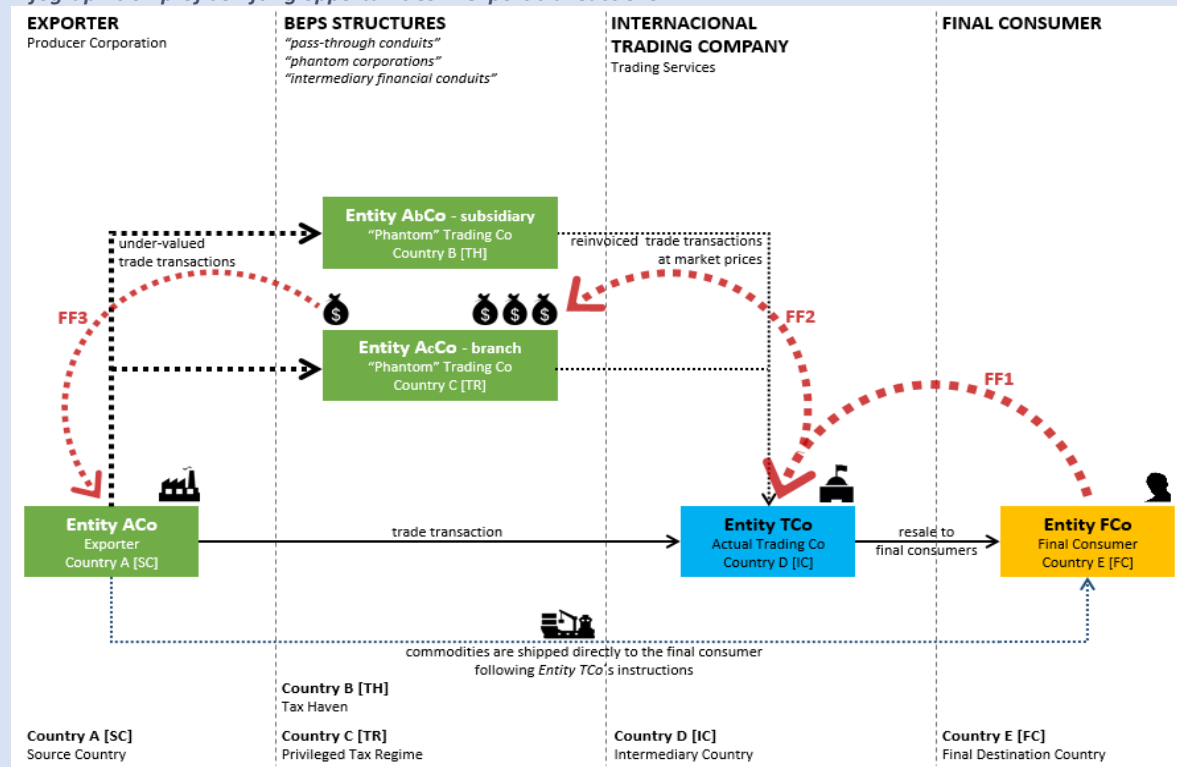 EXPORTER
Producer Corporation
BEPS STRUCTURES
“pass-through conduits”
“phantom corporations”
“intermediary financial conduits”
INTERNACIONAL
TRADING COMPANY
Trading Services
FINAL CONSUMER
Entity AbCo - subsidiary
“Phantom” Trading Co
Country B [TH]
under-valued
trade transactions
reinvoiced trade transactions
at market prices
FF3
$
$ $ $
FF2
Entity AcCo - branch
“Phantom” Trading Co
Country C [TR]
FF1
Entity ACo
Exporter
Country A [SC]
trade transaction
Entity TCo
Actual Trading Co
Country D [IC]
resale to
final consumers
Entity FCo
Final Consumer
Country E [FC]
commodities are shipped directly to the final consumer
following Entity TCo's instructions
Country B [TH]
Tax Haven
Country A [SC]
Source Country
Country C [TR]
Privileged Tax Regime
Country D [IC]
Intermediary Country
Country E [FC]
Final Destination Country